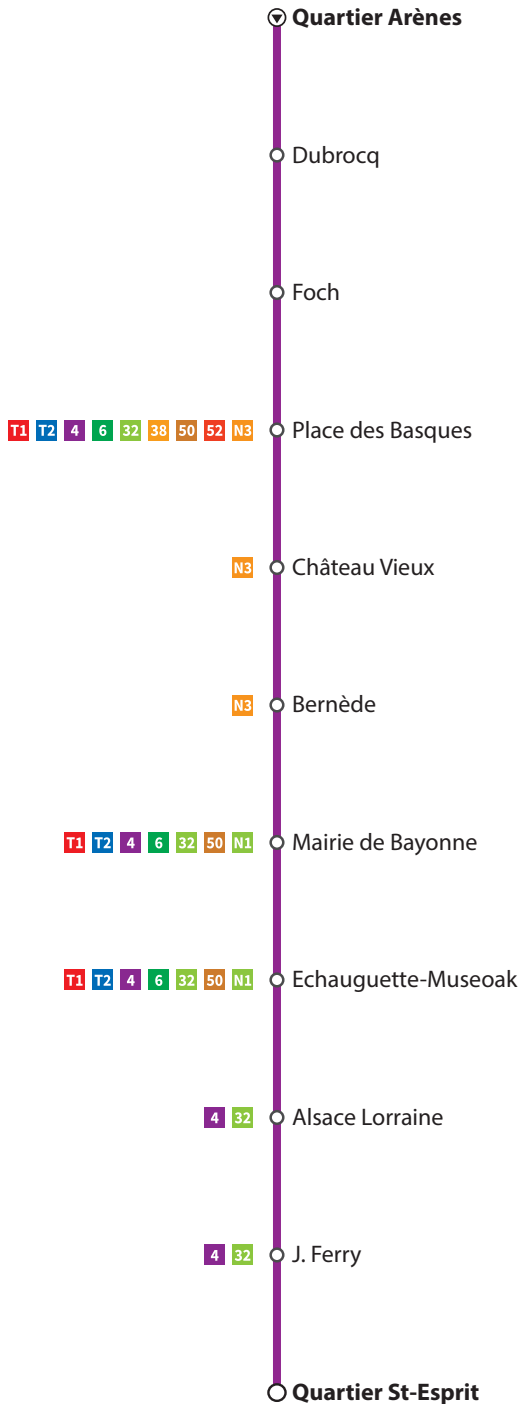 Quartier Arènes
Dubrocq
Foch
T1 T2 4 6 32 38 50 52 N3 Place des Basques
N3 Château Vieux
N3 Bernède
T1 T2 4 6 32 50 N1 Mairie de Bayonne
T1 T2 4 6 32 50 N1 Echauguette-Museoak
4 32 Alsace Lorraine
4 32 J. Ferry
Quartier St-Esprit